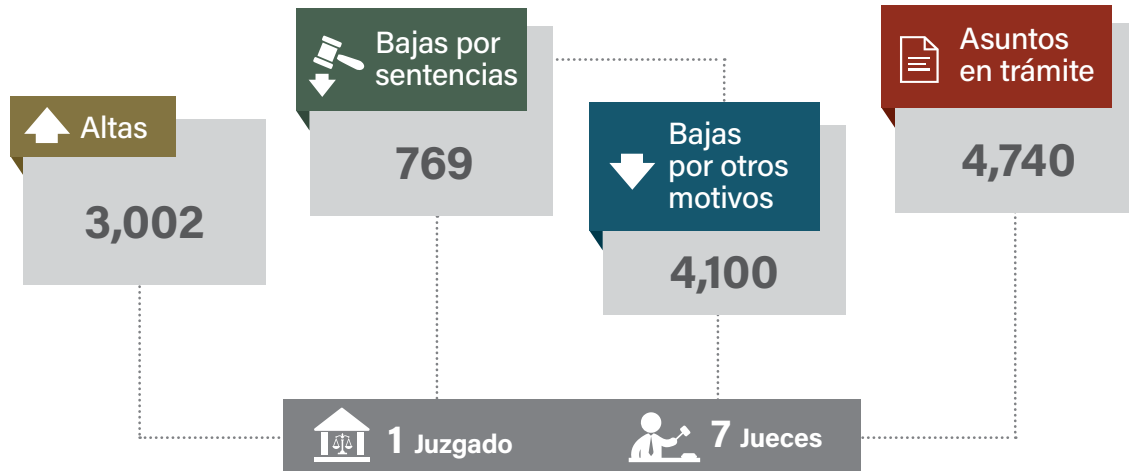 Altas
3,002
Bajas por
sentencias
769
Bajas
por otros
motivos
4,100
Asuntos
en trámite
4,740
1 Juzgado
7 Jueces